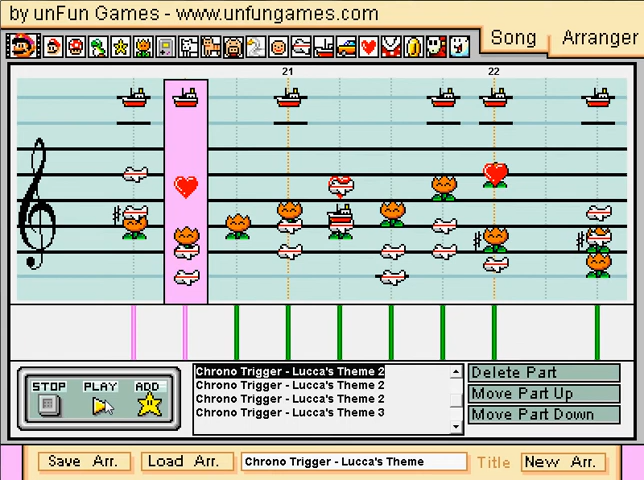 by unFun Games - www.unfungames.com
Song
Arranger
21
22
STOP
PLAY
ADD
Chrono Trigger - Lucca's Theme 2
Chrono Trigger - Lucca's Theme 2
Chrono Trigger - Lucca's Theme 2
Chrono Trigger - Lucca's Theme 3
Delete Part
Move Part Up
Move Part Down
Save Arr.
Load Arr.
Chrono Trigger - Lucca's Theme
Title
New Arr.